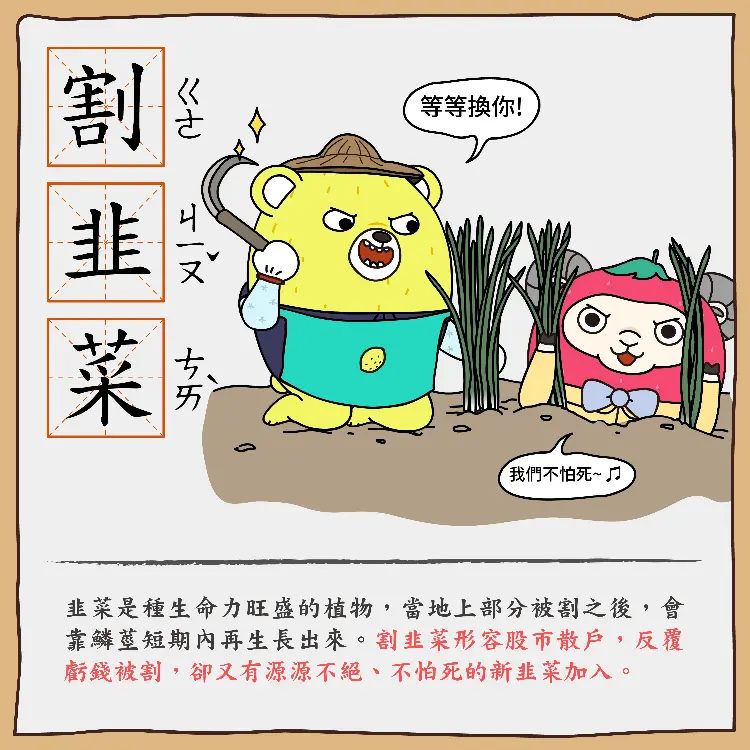 割
ㄍㄜ
韭
ㄐㄧㄡˇ
菜
ㄘㄞˋ
等等換你!
我們不怕死~♫
韭菜是種生命力旺盛的植物，當地上部分被割之後，會
靠鱗莖短期內再生長出來。割韭菜形容股市散戶，反覆
虧錢被割，卻又有源源不絕、不怕死的新韭菜加入。